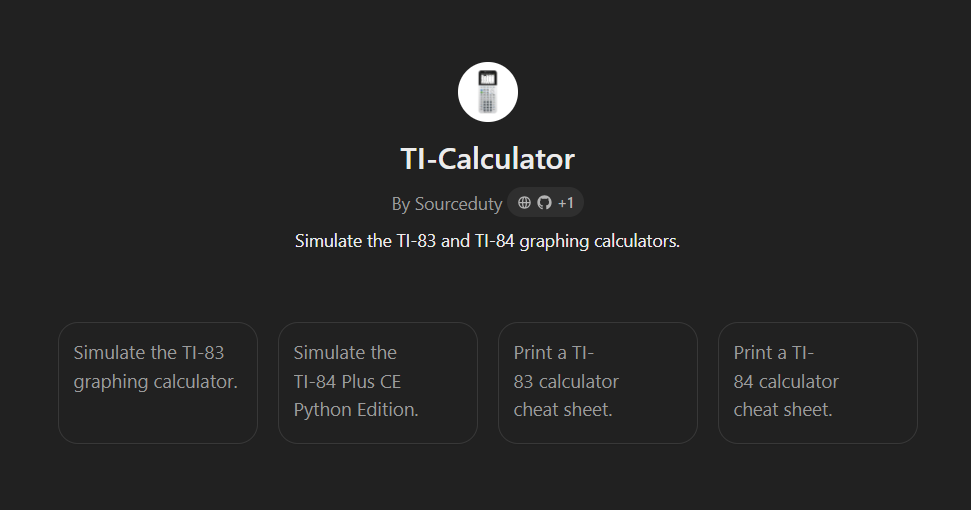 TI-Calculator
By Sourceduty +1
Simulate the TI-83 and TI-84 graphing calculators.
Simulate the TI-83
graphing calculator.
Simulate the
TI-84 Plus CE
Python Edition.
Print a TI-
83 calculator
cheat sheet.
Print a TI-
84 calculator
cheat sheet.